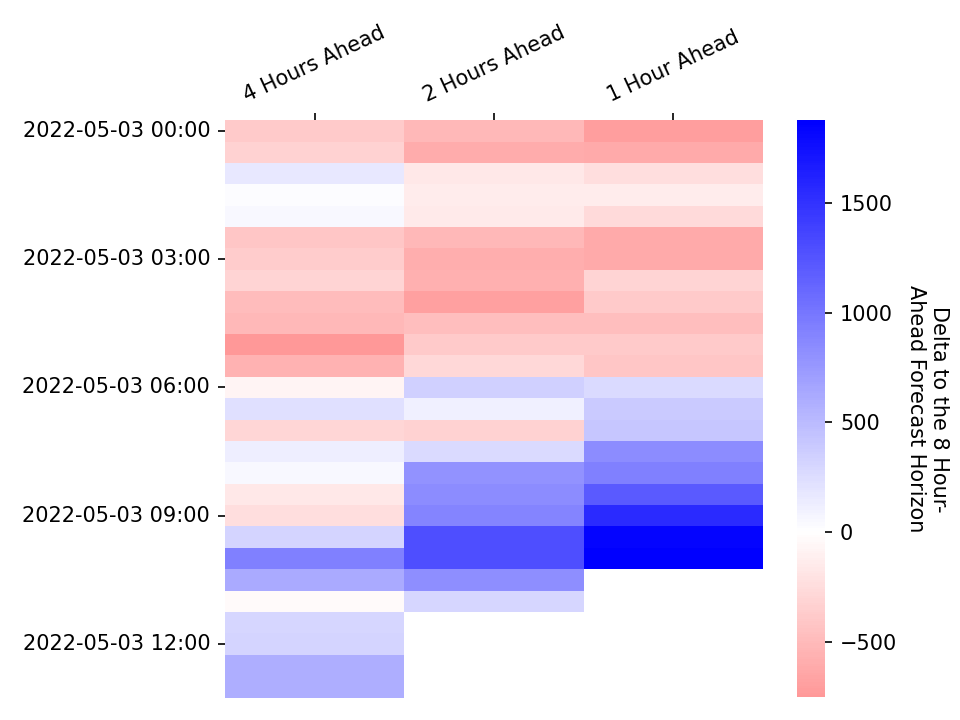 4 Hours Ahead
2 Hours Ahead
1 Hour Ahead
2022-05-03 00:00
2022-05-03 03:00
2022-05-03 06:00
2022-05-03 09:00
2022-05-03 12:00
1500
1000
500
0
−500
Delta to the 8 Hour-
Ahead Forecast Horizon